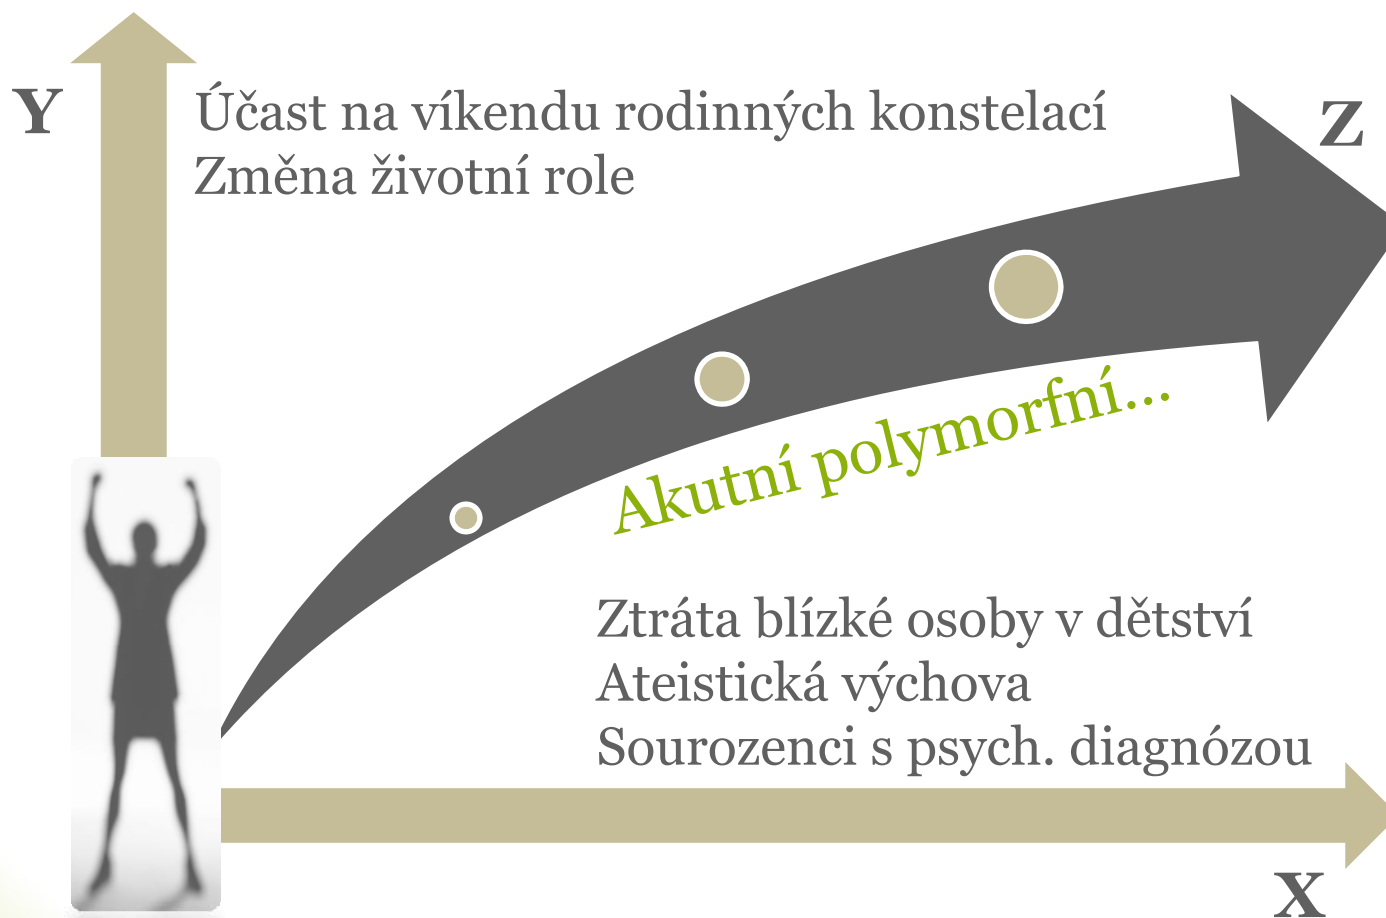 Y
Účast na víkendu rodinných konstelací
Změna životní role
Z
Akutní polymorfní...
Ztráta blízké osoby v dětství
Ateistická výchova
Sourozenci s psych. diagnózou
X